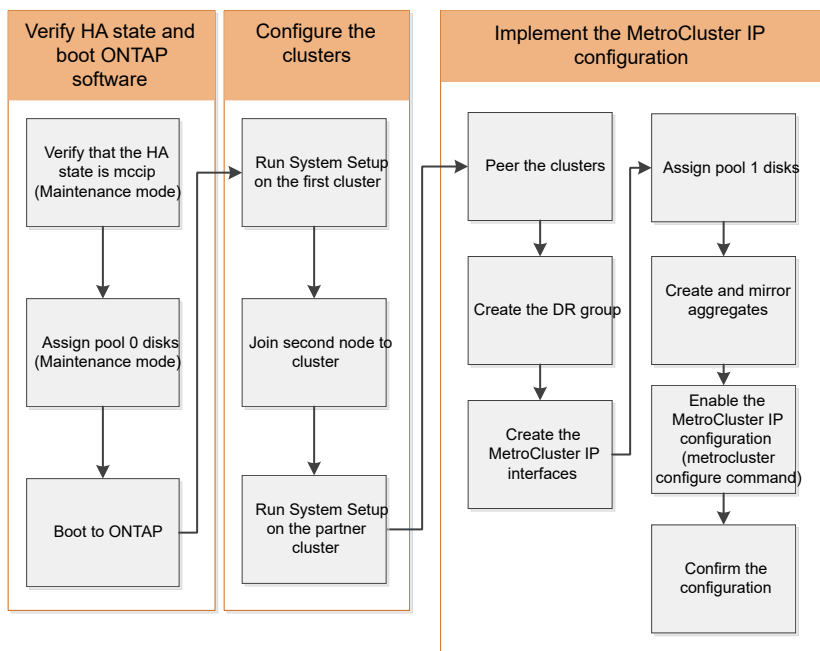 Verify HA state and
boot ONTAP
software
Verify that the HA
state is mccip
(Maintenance mode)
Assign pool 0 disks
(Maintenance mode)
Boot to ONTAP
Configure the
clusters
Run System Setup
on the first cluster
Join second node to
cluster
Run System Setup
on the partner
cluster
Implement the MetroCluster IP
configuration
Peer the clusters
Create the DR group
Create the
MetroCluster IP
interfaces
Assign pool 1 disks
Create and mirror
aggregates
Enable the
MetroCluster IP
configuration
(metrocluster
configure command)
Confirm the
configuration